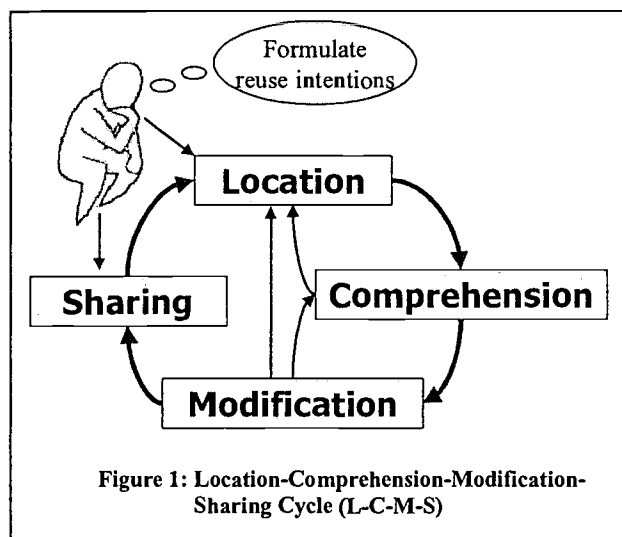 Formulate
reuse intentions
Location
Sharing
Comprehension
Modification
Figure 1: Location-Comprehension-Modification-
Sharing Cycle (L-C-M-S)